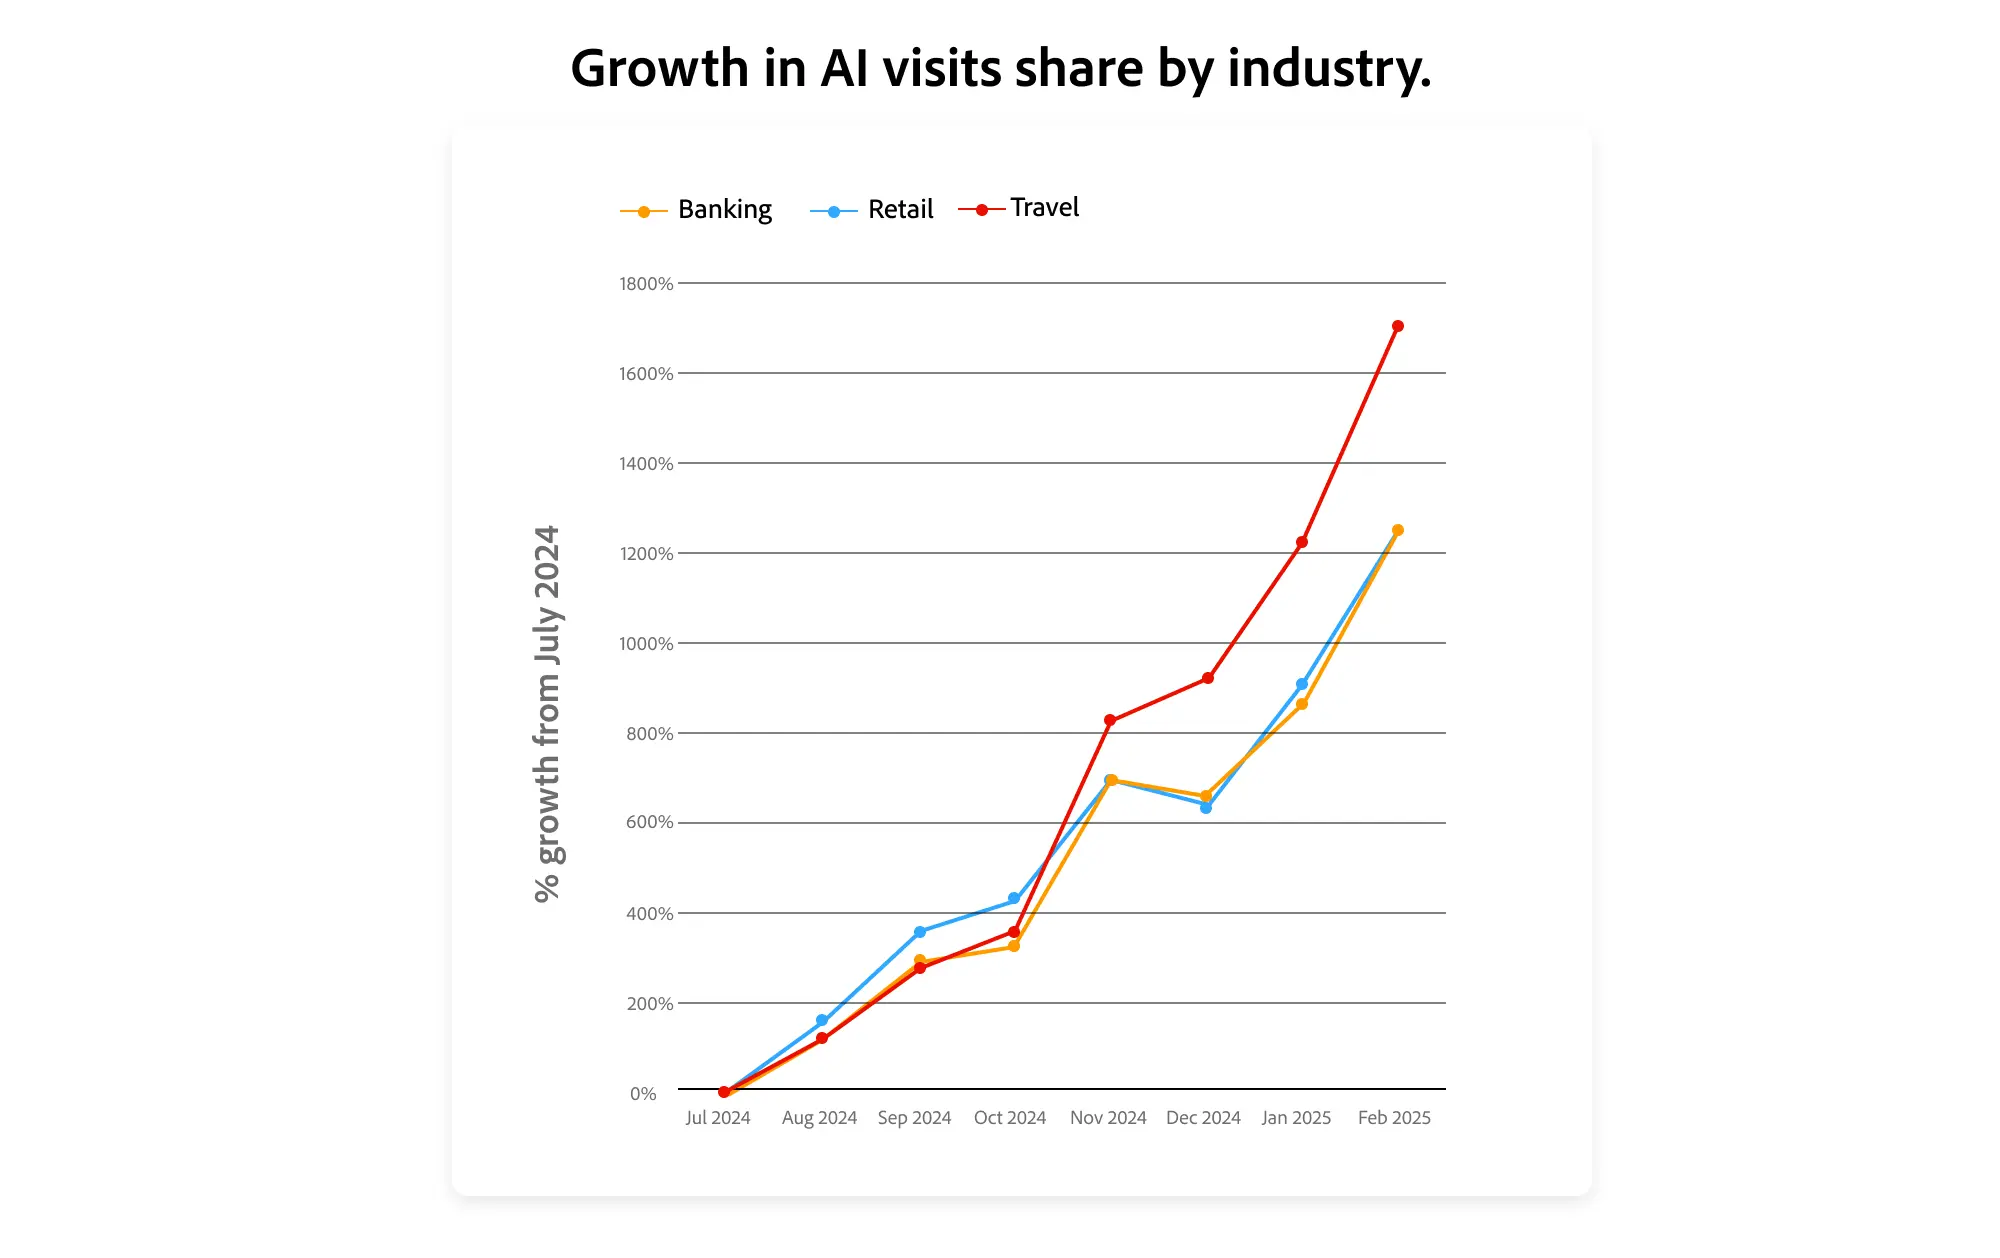 Growth in AI visits share by industry.
Banking Retail Travel
% growth from July 2024
1800%
1600%
1400%
1200%
1000%
800%
600%
400%
200%
0%
Jul 2024 Aug 2024 Sep 2024 Oct 2024 Nov 2024 Dec 2024 Jan 2025 Feb 2025